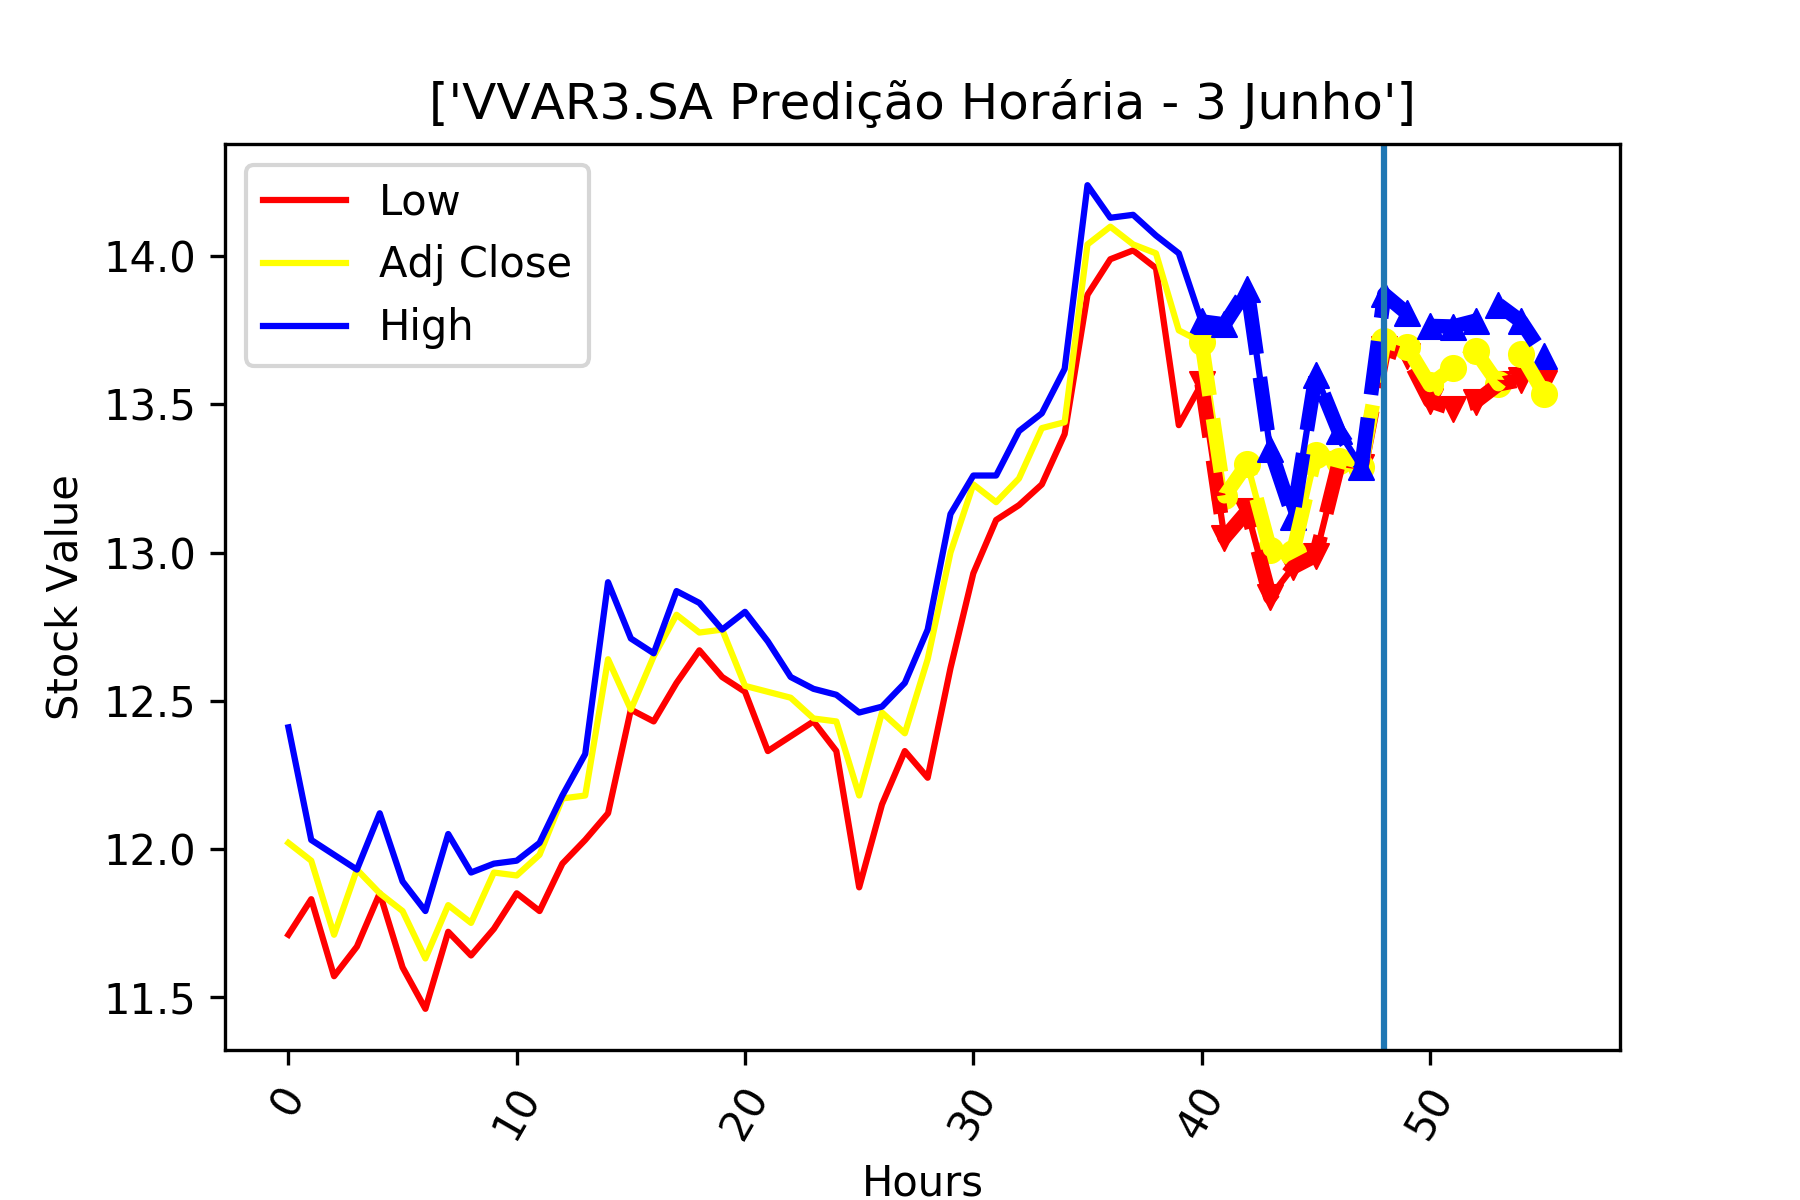 ['VVAR3.SA Predição Horária - 3 Junho']
Low
Adj Close
High
Stock Value
14.0
13.5
13.0
12.5
12.0
11.5
0
10
20
30
40
50
Hours